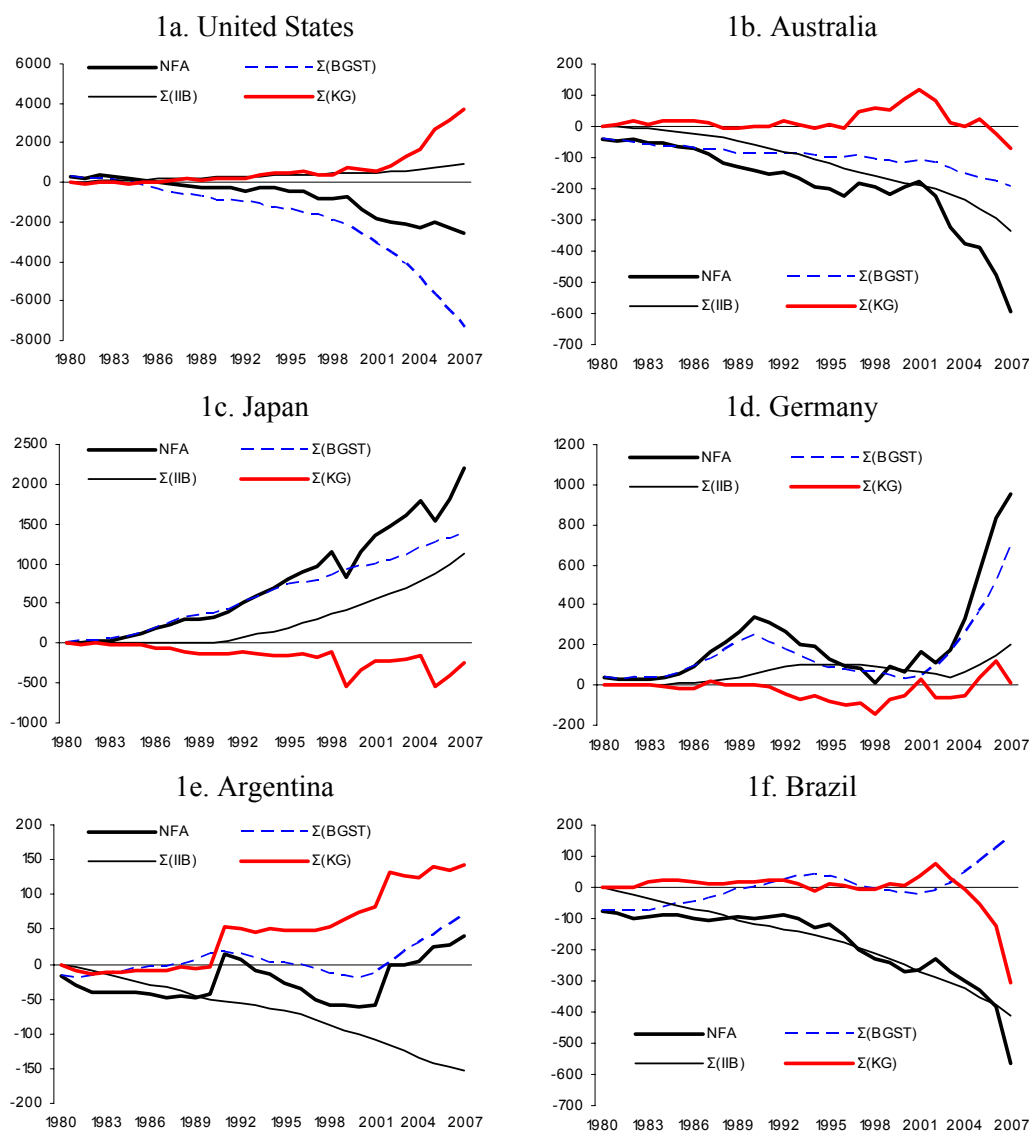 1a. United States
6000
4000
2000
0
-2000
-4000
-6000
-8000
NFA
Σ(BGST)
Σ(IIB)
Σ(KG)
1980 1983 1986 1989 1992 1995 1998 2001 2004 2007
1b. Australia
200
100
0
-100
-200
-300
-400
-500
-600
-700
NFA
Σ(BGST)
Σ(IIB)
Σ(KG)
1980 1983 1986 1989 1992 1995 1998 2001 2004 2007
1c. Japan
2500
2000
1500
1000
500
0
-500
-1000
NFA
Σ(BGST)
Σ(IIB)
Σ(KG)
1980 1983 1986 1989 1992 1995 1998 2001 2004 2007
1d. Germany
1200
1000
800
600
400
200
0
-200
NFA
Σ(BGST)
Σ(IIB)
Σ(KG)
1980 1983 1986 1989 1992 1995 1998 2001 2004 2007
1e. Argentina
200
150
100
50
0
-50
-100
-150
-200
NFA
Σ(BGST)
Σ(IIB)
Σ(KG)
1980 1983 1986 1989 1992 1995 1998 2001 2004 2007
1f. Brazil
200
100
0
-100
-200
-300
-400
-500
-600
-700
NFA
Σ(BGST)
Σ(IIB)
Σ(KG)
1980 1983 1986 1989 1992 1995 1998 2001 2004 2007